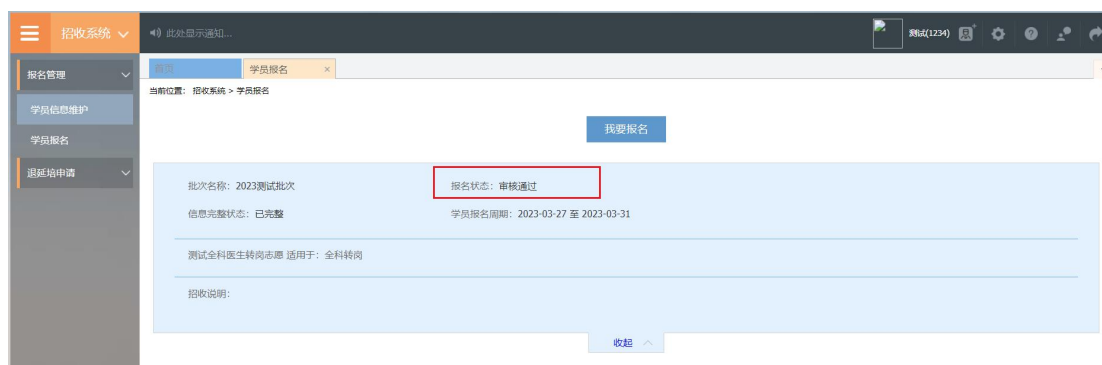 招收系统
此处显示通知...
测试(1234)
报名管理
学员信息维护
学员报名
退延培申请
首页
学员报名 ×
当前位置: 招收系统 > 学员报名
我要报名
批次名称: 2023测试批次
报名状态: 审核通过
信息完整状态: 已完整
学员报名周期: 2023-03-27 至 2023-03-31
测试全科医生转岗志愿 适用于: 全科转岗
招收说明:
收起